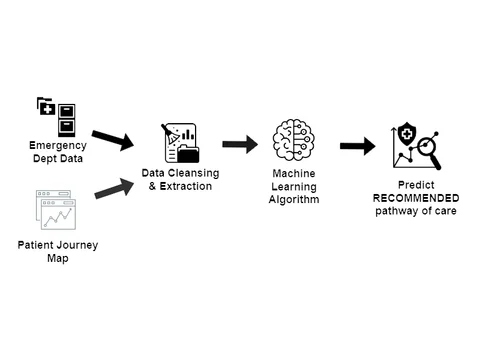 Emergency
Dept Data
Patient Journey
Map
Data Cleansing
& Extraction
Machine
Learning
Algorithm
Predict
RECOMMENDED
pathway of care